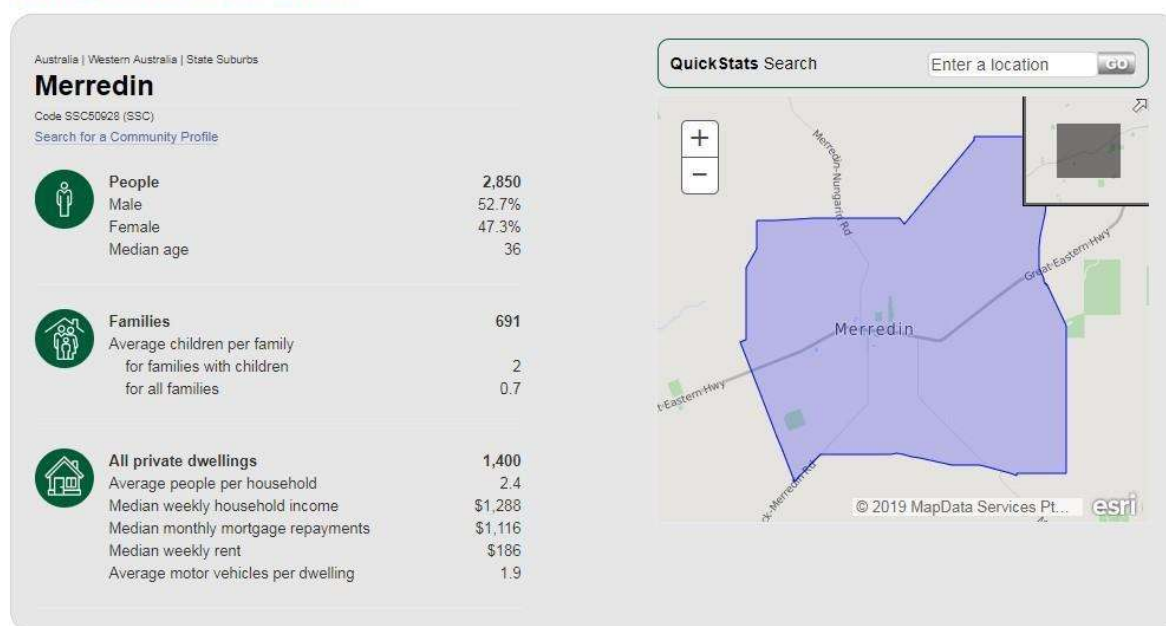 Australia | Western Australia | State Suburbs
Merredin
Code SSC50928 (SSC)
Search for a Community Profile
People 2,850
Male 52.7%
Female 47.3%
Median age 36
Families 691
Average children per family
for families with children 2
for all families 0.7
All private dwellings 1,400
Average people per household 2.4
Median weekly household income $1,288
Median monthly mortgage repayments $1,116
Median weekly rent $186
Average motor vehicles per dwelling 1.9
QuickStats Search Enter a location GO
+
−
Merredin-Nungarin Rd
Great-Eastern Hwy
Merredin
t-Eastern Hwy
ck-Merredin Rd
© 2019 MapData Services Pt...
esri